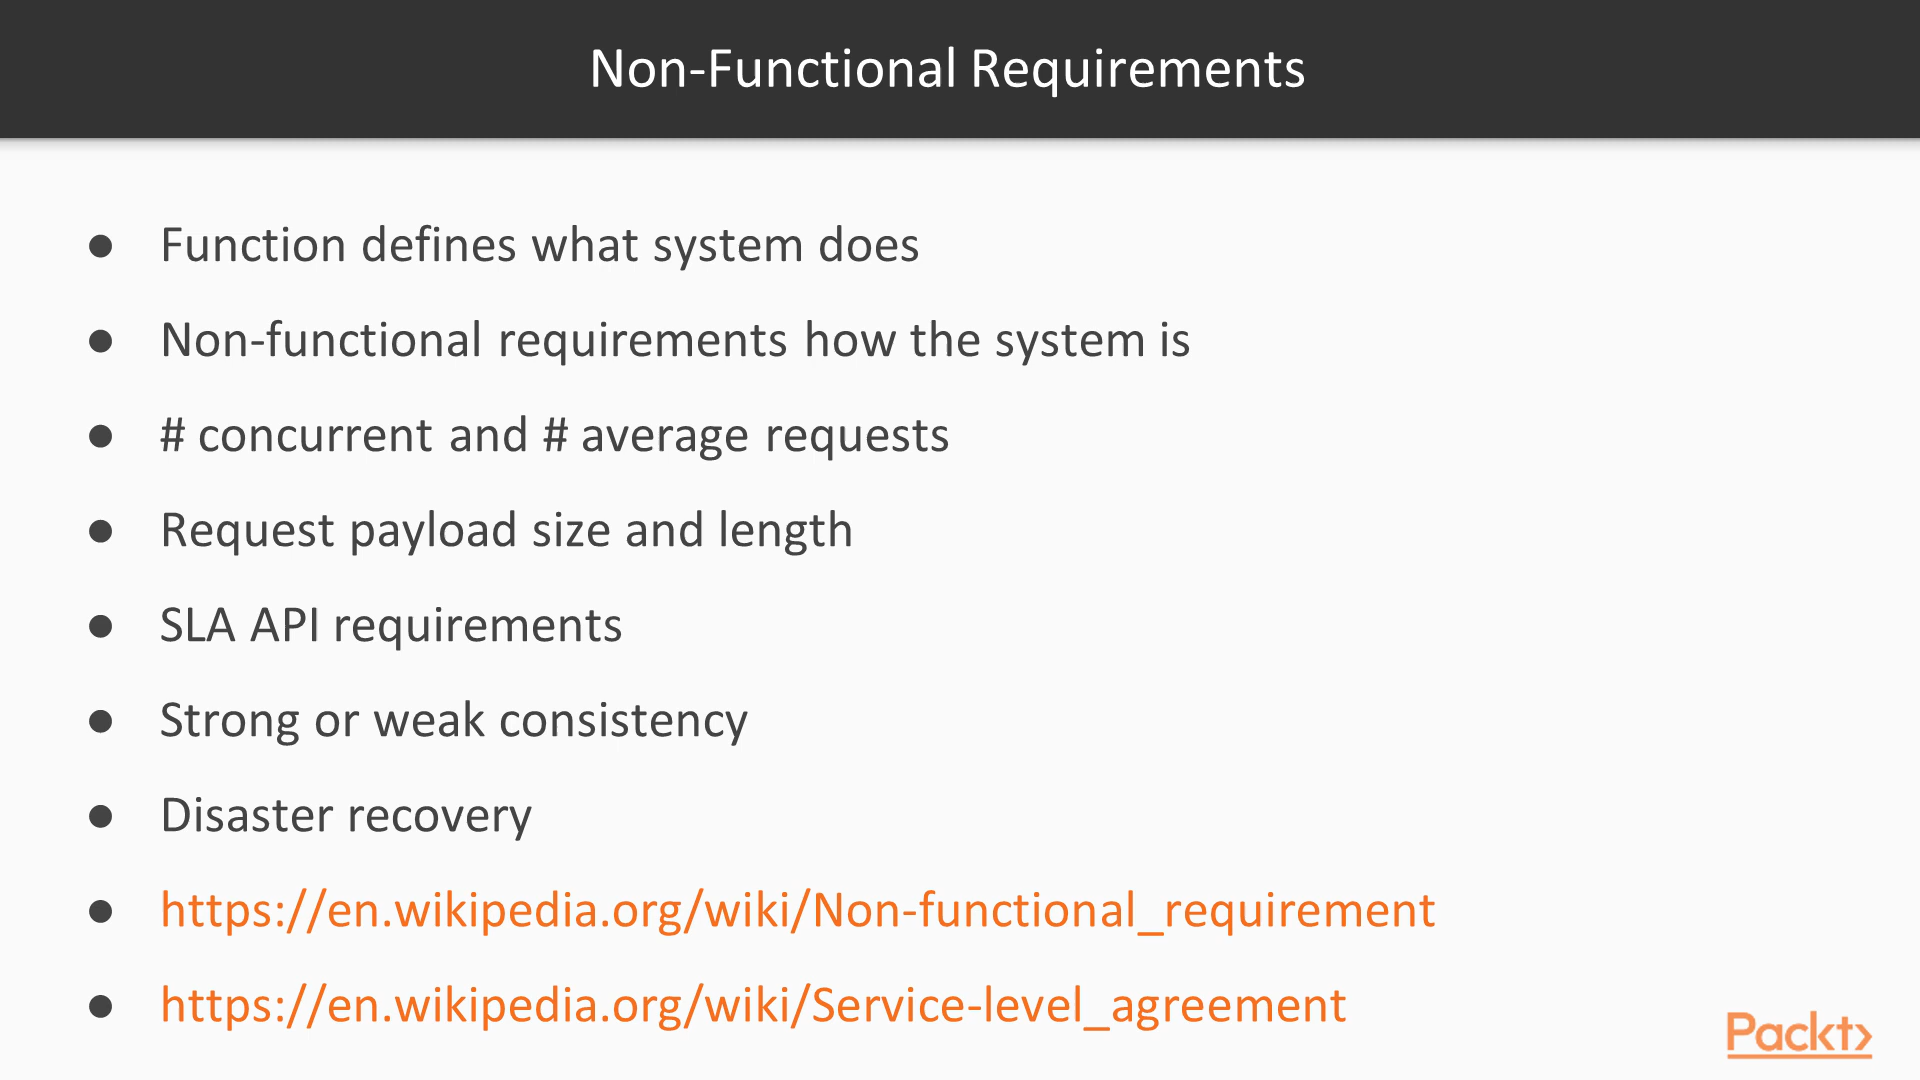 Non-Functional Requirements
● Function defines what system does
● Non-functional requirements how the system is
● # concurrent and # average requests
● Request payload size and length
● SLA API requirements
● Strong or weak consistency
● Disaster recovery
● https://en.wikipedia.org/wiki/Non-functional_requirement
● https://en.wikipedia.org/wiki/Service-level_agreement
Packt>